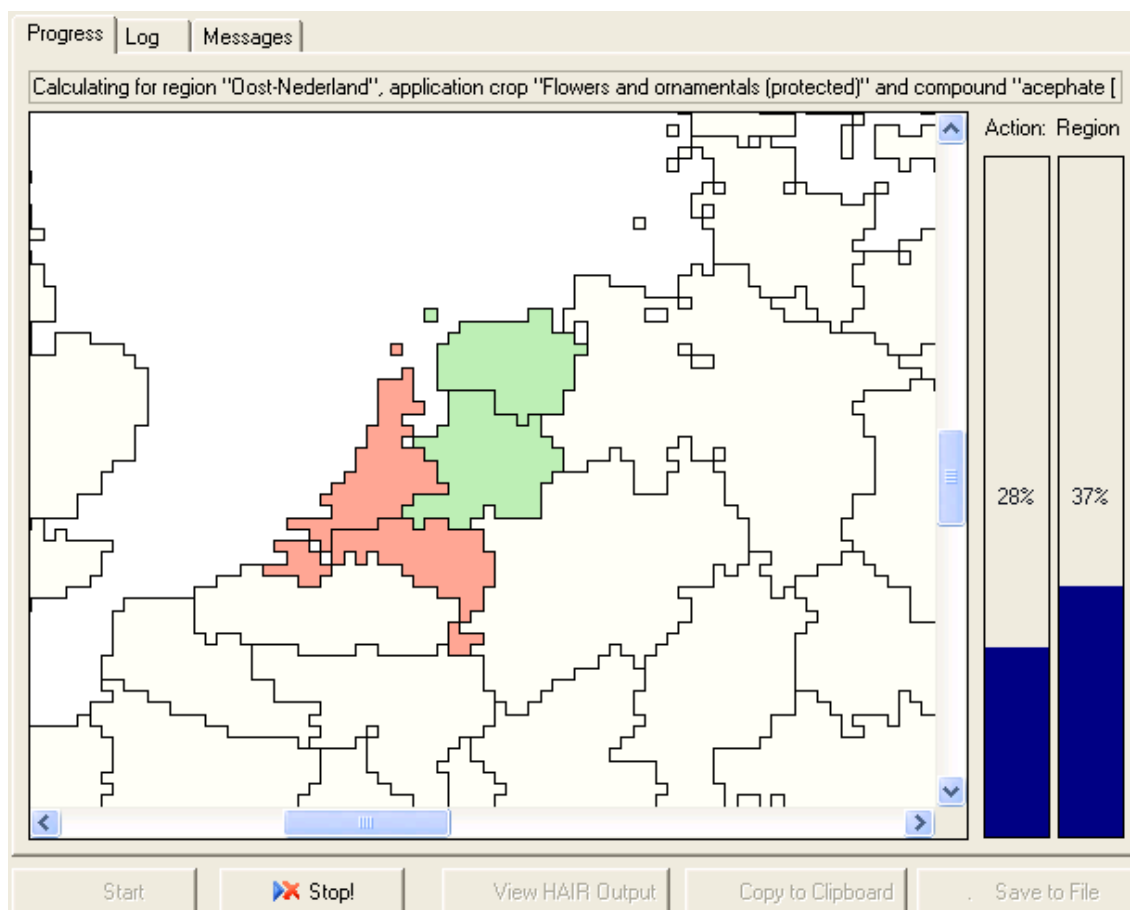 Progress
Log
Messages
Calculating for region "Oost-Nederland", application crop "Flowers and ornamentals (protected)" and compound "acephate [
Action: Region
28%
37%
Start
Stop!
View HAIR Output
Copy to Clipboard
Save to File